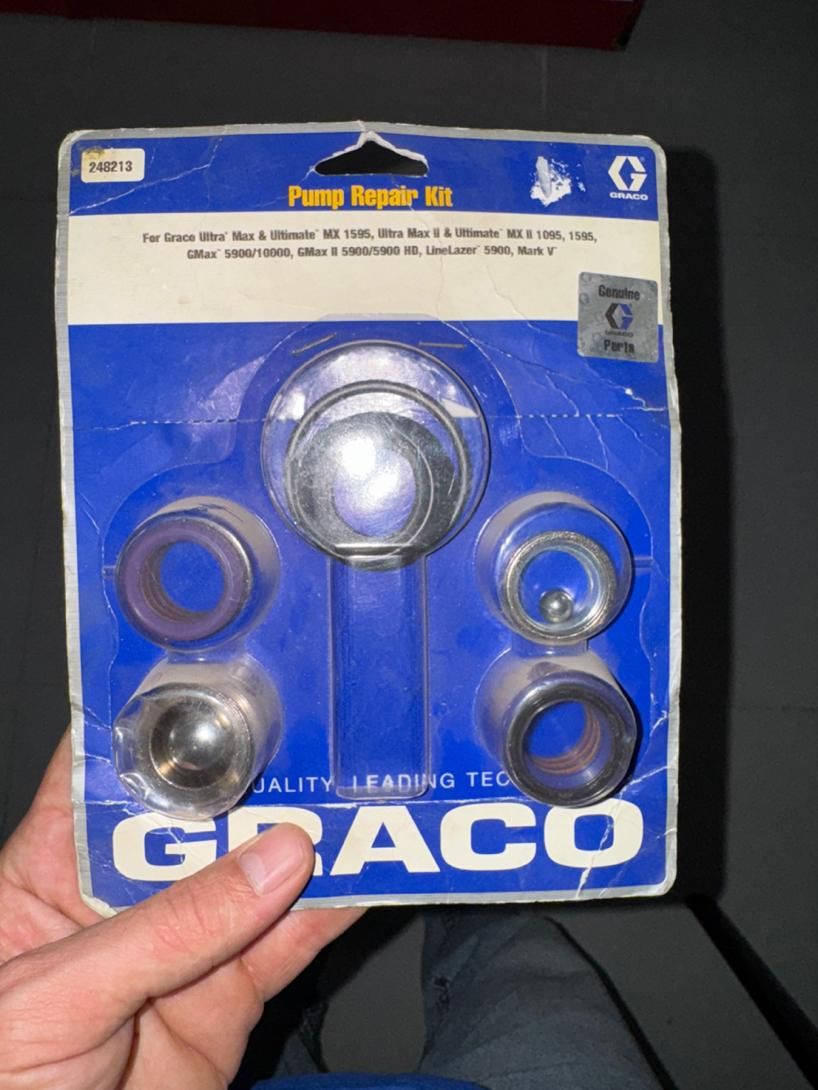 248213
Pump Repair Kit
GRACO
For Graco Ultra® Max & Ultimate™ MX 1595, Ultra Max II & Ultimate™ MX II 1095, 1595,
GMax™ 5900/10000, GMax II 5900/5900 HD, LineLazer™ 5900, Mark V™
Genuine
GRACO
Parts
UALITY. LEADING TEC
GRACO